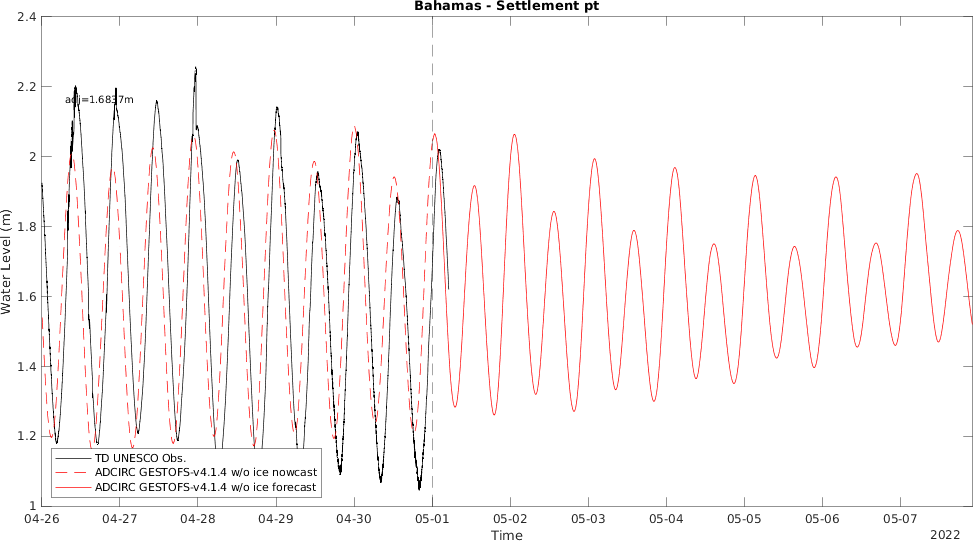 Bahamas - Settlement pt
2.4
2.2
2
1.8
1.6
1.4
1.2
1
Water Level (m)
adj=1.6837m
TD UNESCO Obs.
ADCIRC GESTOFS-v4.1.4 w/o ice nowcast
ADCIRC GESTOFS-v4.1.4 w/o ice forecast
04-26 04-27 04-28 04-29 04-30 05-01 05-02 05-03 05-04 05-05 05-06 05-07
Time
2022